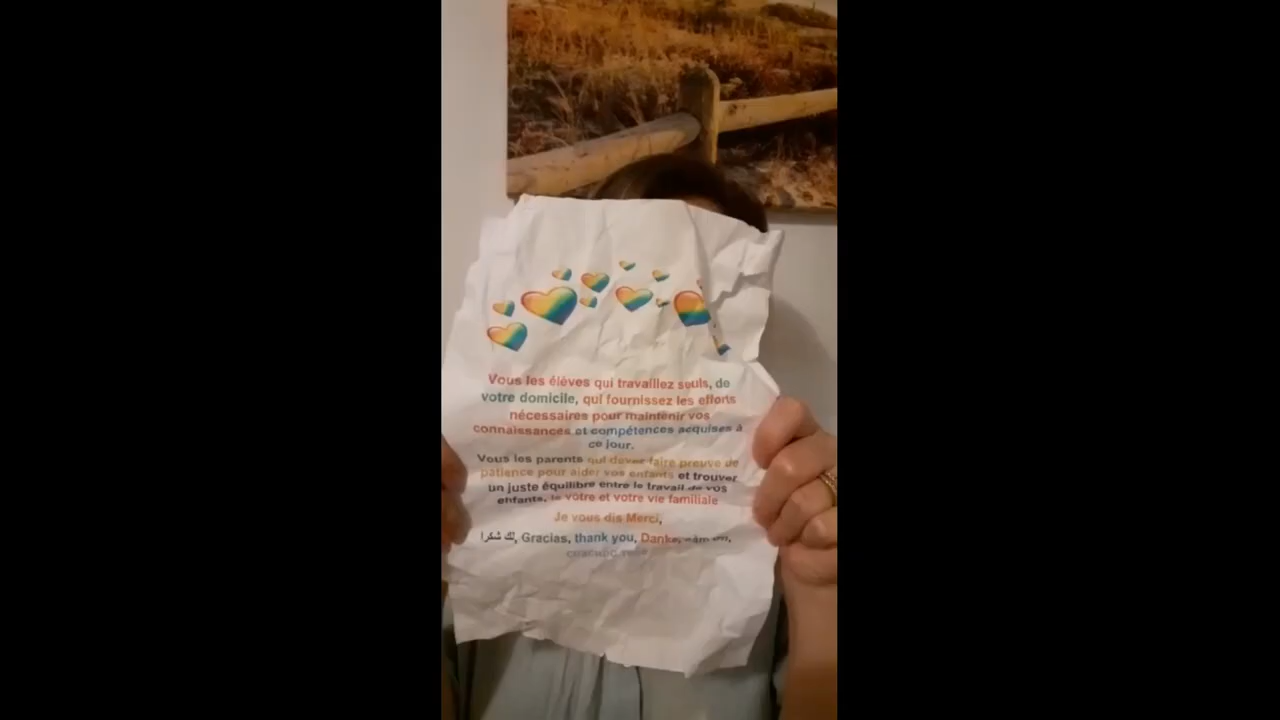 Vous les élèves qui travaillez seuls, de
votre domicile, qui fournissez les efforts
nécessaires pour maintenir vos
connaissances et compétences acquises à
ce jour.
Vous les parents qui devez faire preuve de
patience pour aider vos enfants et trouver
un juste équilibre entre le travail de vos
enfants, le vôtre et votre vie familiale
Je vous dis Merci,
لك شكرا, Gracias, thank you, Danke,